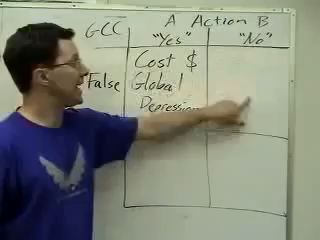 GCC
A Action B
"Yes" "No"
Cost $
False Global
Depression